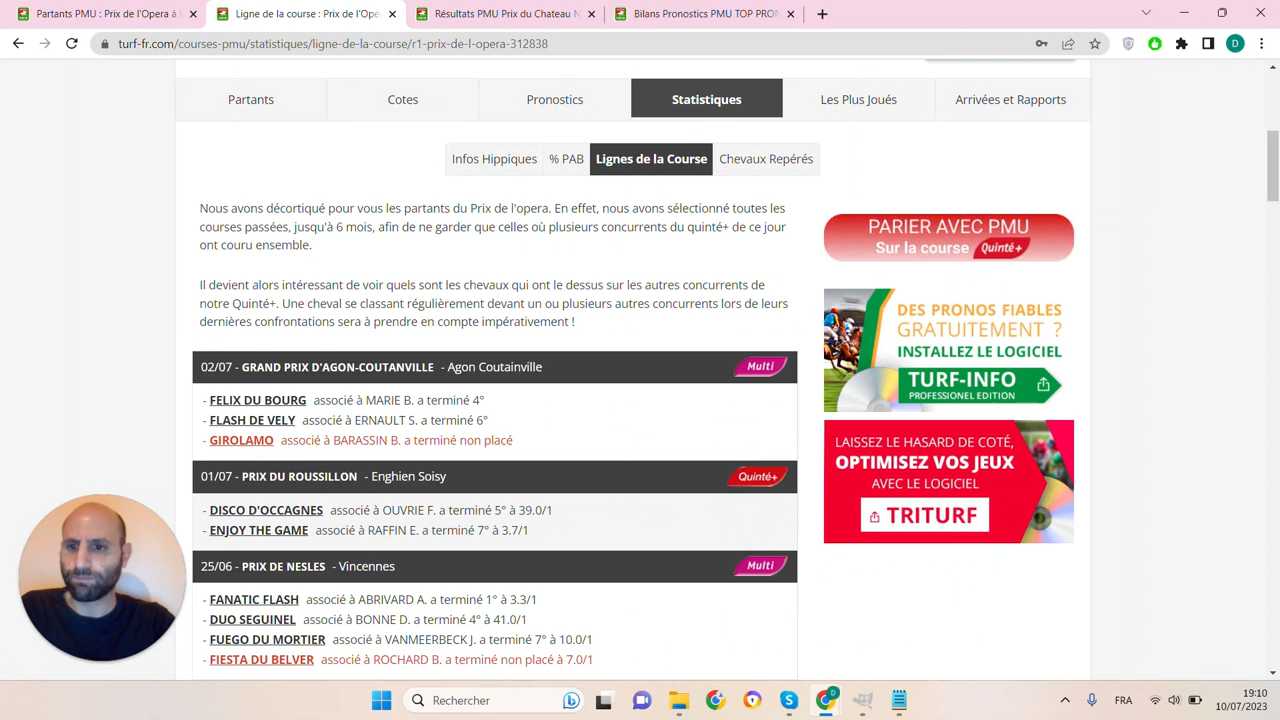 Partants PMU : Prix de l'Opera à
Ligne de la course : Prix de l'Ope
Résultats PMU Prix du Chateau N
Bilans Pronostics PMU TOP PRON
turf-fr.com/courses-pmu/statistiques/ligne-de-la-course/r1-prix-de-l-opera-312838
D
Partants
Cotes
Pronostics
Statistiques
Les Plus Joués
Arrivées et Rapports
Infos Hippiques
% PAB
Lignes de la Course
Chevaux Repérés
Nous avons décortiqué pour vous les partants du Prix de l'opera. En effet, nous avons sélectionné toutes les
courses passées, jusqu'à 6 mois, afin de ne garder que celles où plusieurs concurrents du quinté+ de ce jour
ont couru ensemble.
Il devient alors intéressant de voir quels sont les chevaux qui ont le dessus sur les autres concurrents de
notre Quinté+. Une cheval se classant régulièrement devant un ou plusieurs autres concurrents lors de leurs
dernières confrontations sera à prendre en compte impérativement !
02/07 - GRAND PRIX D'AGON-COUTANVILLE - Agon Coutainville
Multi
- FELIX DU BOURG associé à MARIE B. a terminé 4°
- FLASH DE VELY associé à ERNAULT S. a terminé 6°
- GIROLAMO associé à BARASSIN B. a terminé non placé
01/07 - PRIX DU ROUSSILLON - Enghien Soisy
Quinté+
- DISCO D'OCCAGNES associé à OUVRIE F. a terminé 5° à 39.0/1
- ENJOY THE GAME associé à RAFFIN E. a terminé 7° à 3.7/1
25/06 - PRIX DE NESLES - Vincennes
Multi
- FANATIC FLASH associé à ABRIVARD A. a terminé 1° à 3.3/1
- DUO SEGUINEL associé à BONNE D. a terminé 4° à 41.0/1
- FUEGO DU MORTIER associé à VANMEERBECK J. a terminé 7° à 10.0/1
- FIESTA DU BELVER associé à ROCHARD B. a terminé non placé à 7.0/1
PARIER AVEC PMU
Sur la course Quinté+
DES PRONOS FIABLES
GRATUITEMENT ?
INSTALLEZ LE LOGICIEL
TURF-INFO
PROFESSIONEL EDITION
LAISSEZ LE HASARD DE COTÉ,
OPTIMISEZ VOS JEUX
AVEC LE LOGICIEL
TRITURF
Rechercher
D
FRA
19:10
10/07/2023